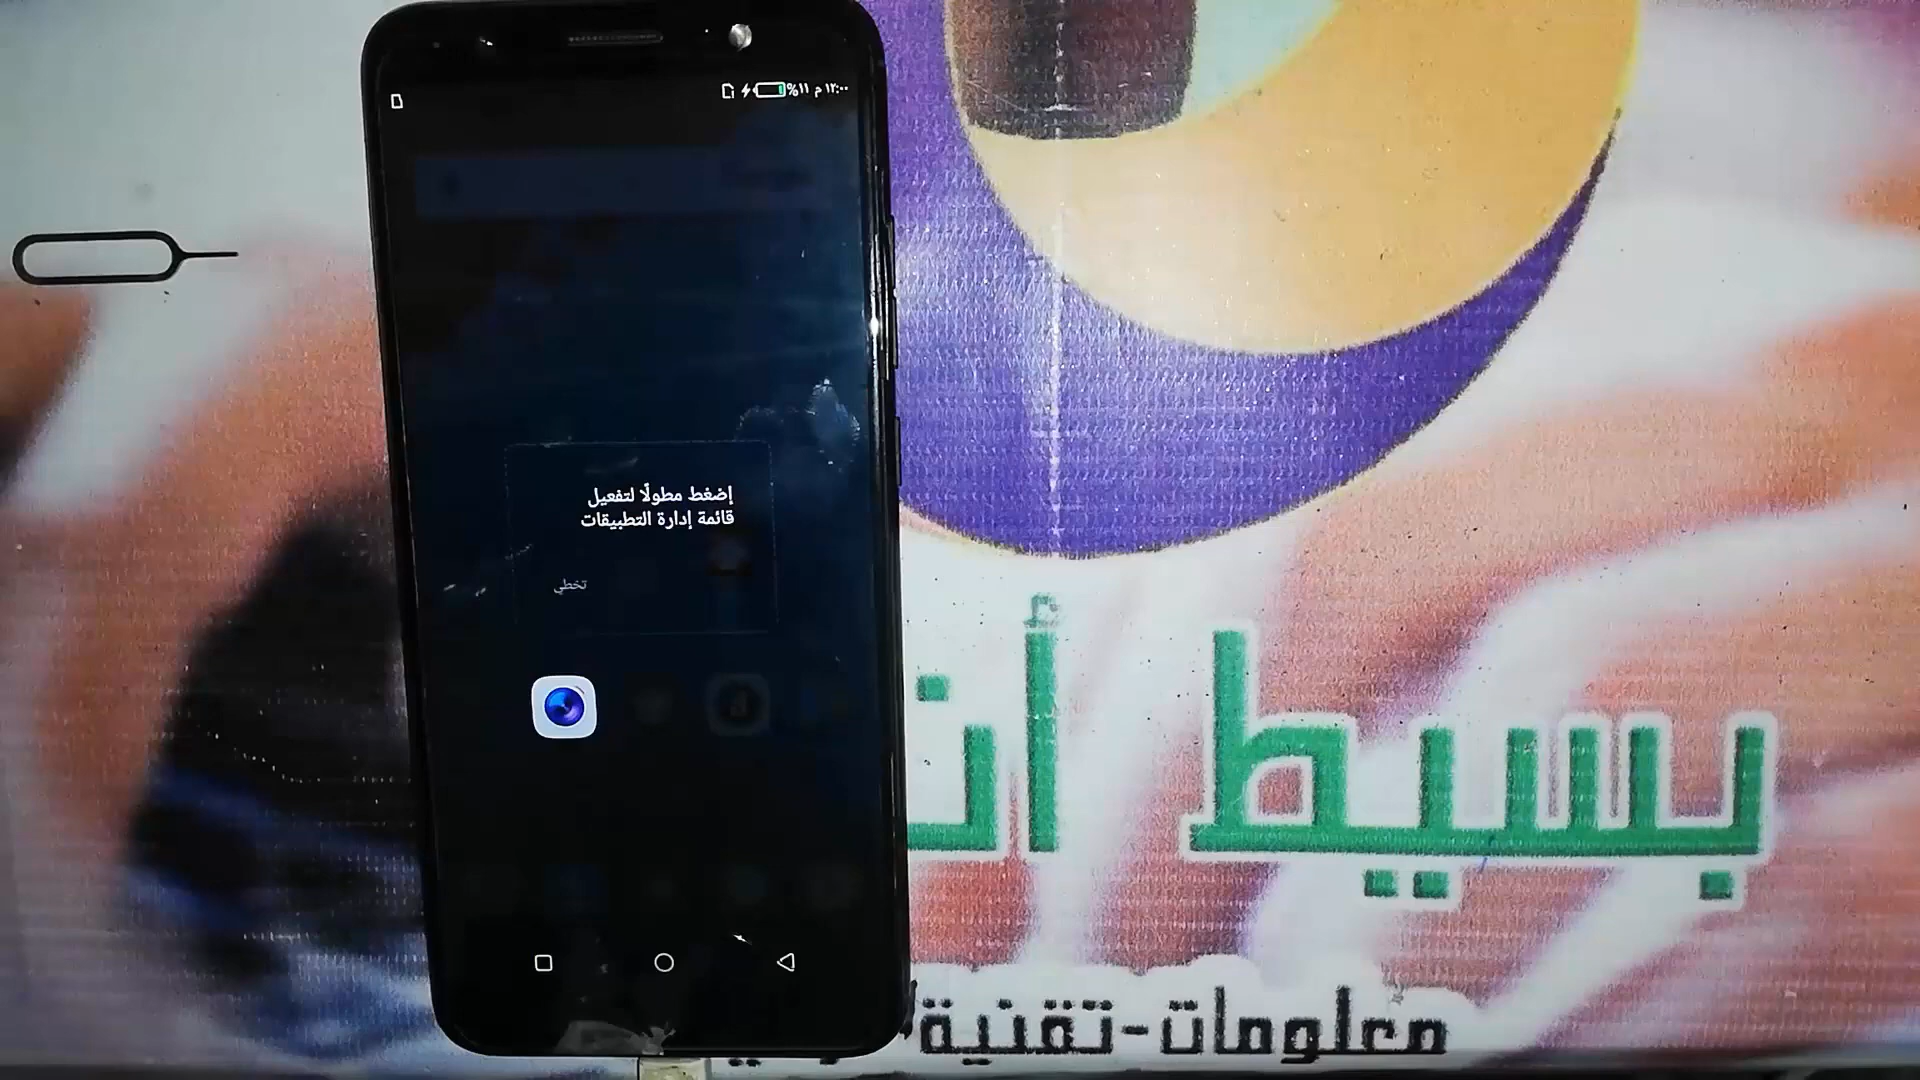 ١٢:٠٠ م ١١%
إضغط مطولًا لتفعيل
قائمة إدارة التطبيقات
تخطي
بسيط
معلومات-تقنية